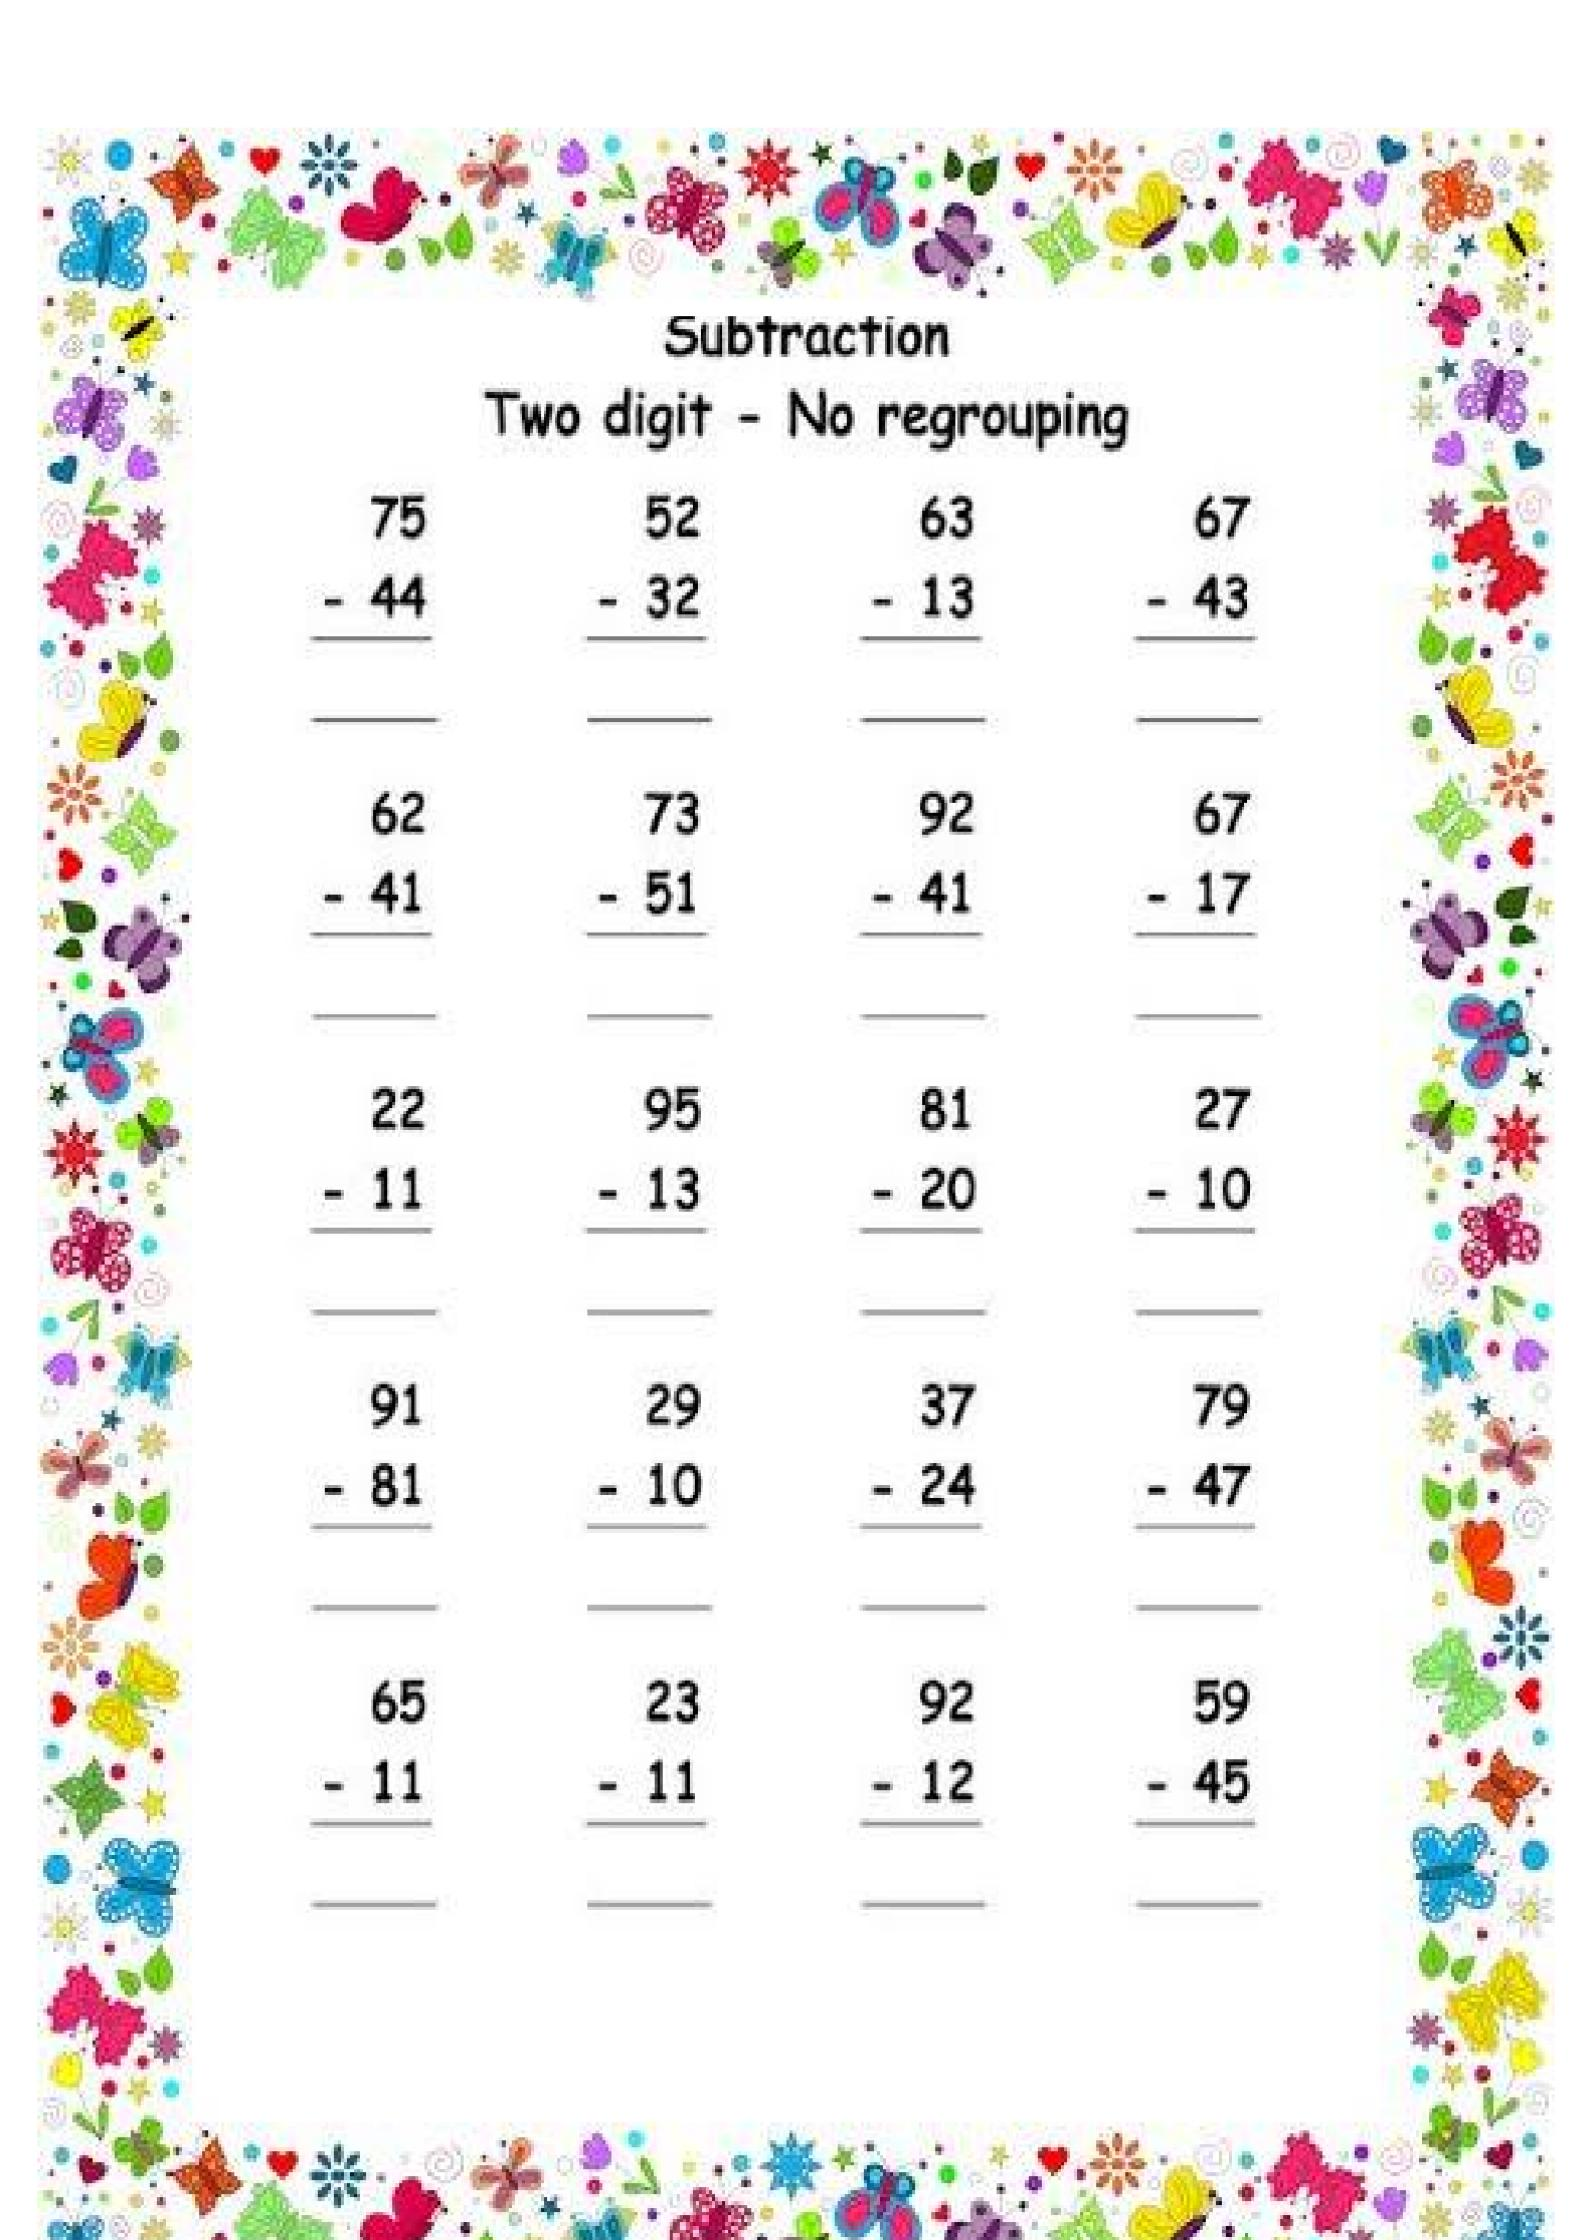 Subtraction
Two digit - No regrouping
75 52 63 67
- 44 - 32 - 13 - 43
62 73 92 67
- 41 - 51 - 41 - 17
22 95 81 27
- 11 - 13 - 20 - 10
91 29 37 79
- 81 - 10 - 24 - 47
65 23 92 59
- 11 - 11 - 12 - 45